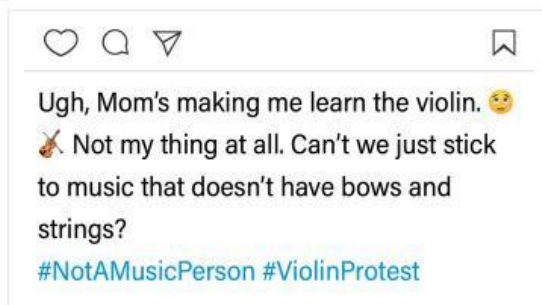 Ugh, Mom’s making me learn the violin. 🥺
🎻 Not my thing at all. Can’t we just stick
to music that doesn’t have bows and
strings?
#NotAMusicPerson #ViolinProtest